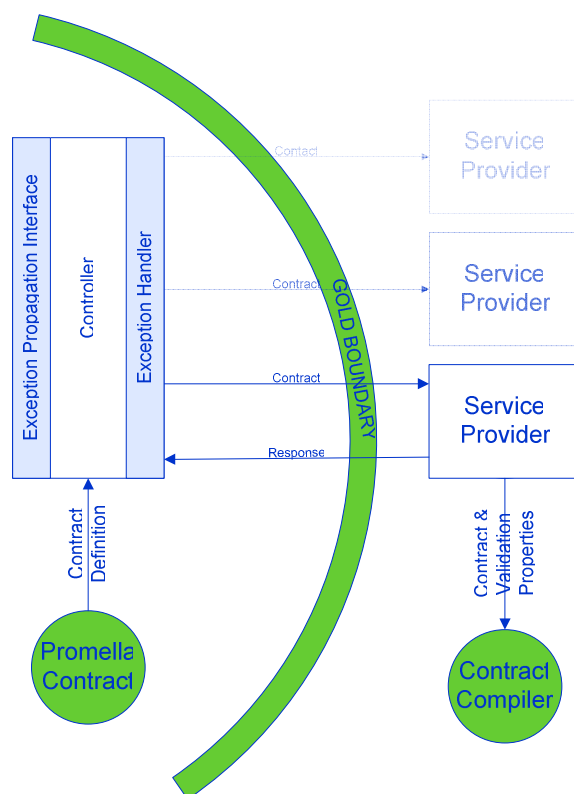 Contact
Service
Provider
Exception Propagation Interface
Controller
Exception Handler
Contract
GOLD BOUNDARY
Service
Provider
Contract
Service
Provider
Response
Contract
Definition
Contract &
Validation
Properties
Promella
Contract
Contract
Compiler